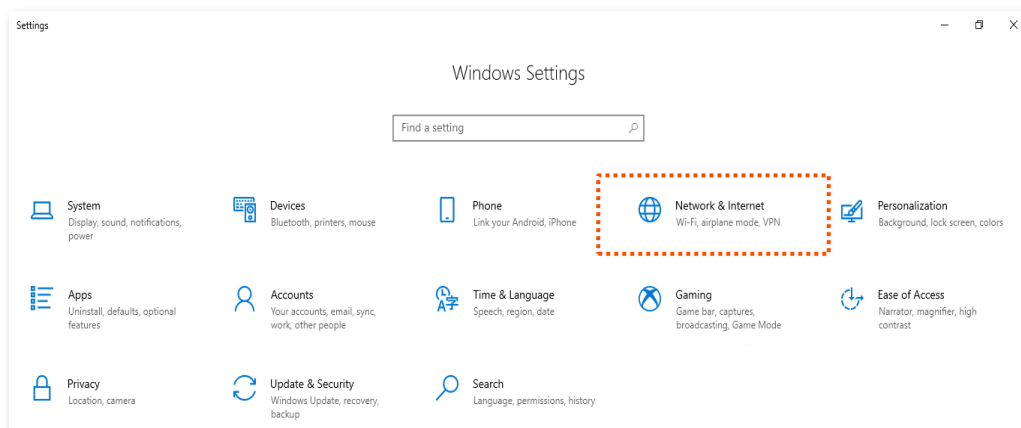 Settings
Windows Settings
Find a setting
System
Display, sound, notifications,
power
Devices
Bluetooth, printers, mouse
Phone
Link your Android, iPhone
Network & Internet
Wi-Fi, airplane mode, VPN
Personalization
Background, lock screen, colors
Apps
Uninstall, defaults, optional
features
Accounts
Your accounts, email, sync,
work, other people
Time & Language
Speech, region, date
Gaming
Game bar, captures,
broadcasting, Game Mode
Ease of Access
Narrator, magnifier, high
contrast
Privacy
Location, camera
Update & Security
Windows Update, recovery,
backup
Search
Language, permissions, history